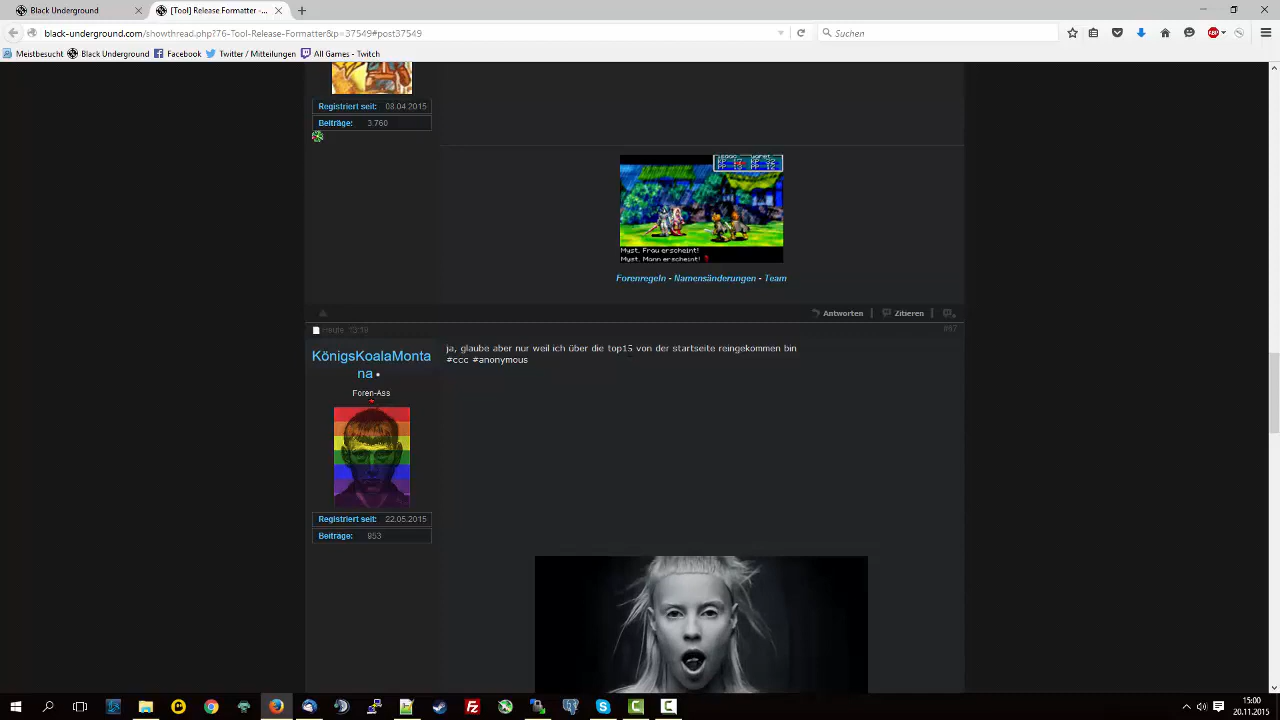 Black Underground
[Tool] Release Formatter -...
black-underground.com/showthread.php?76-Tool-Release-Formatter&p=37549#post37549
Suchen
Meistbesucht
Black Underground
Facebook
Twitter / Mitteilungen
All Games - Twitch
Registriert seit: 08.04.2015
Beiträge: 3.760
Myst. Frau erscheint!
Myst. Mann erscheint!
Forenregeln - Namensänderungen - Team
Antworten | Zitieren |
Heute, 13:19
KönigsKoalaMonta
na
Foren-Ass
Registriert seit: 22.05.2015
Beiträge: 953
ja, glaube aber nur weil ich über die top15 von der startseite reingekommen bin
#ccc #anonymous
15:00
20.11.2015